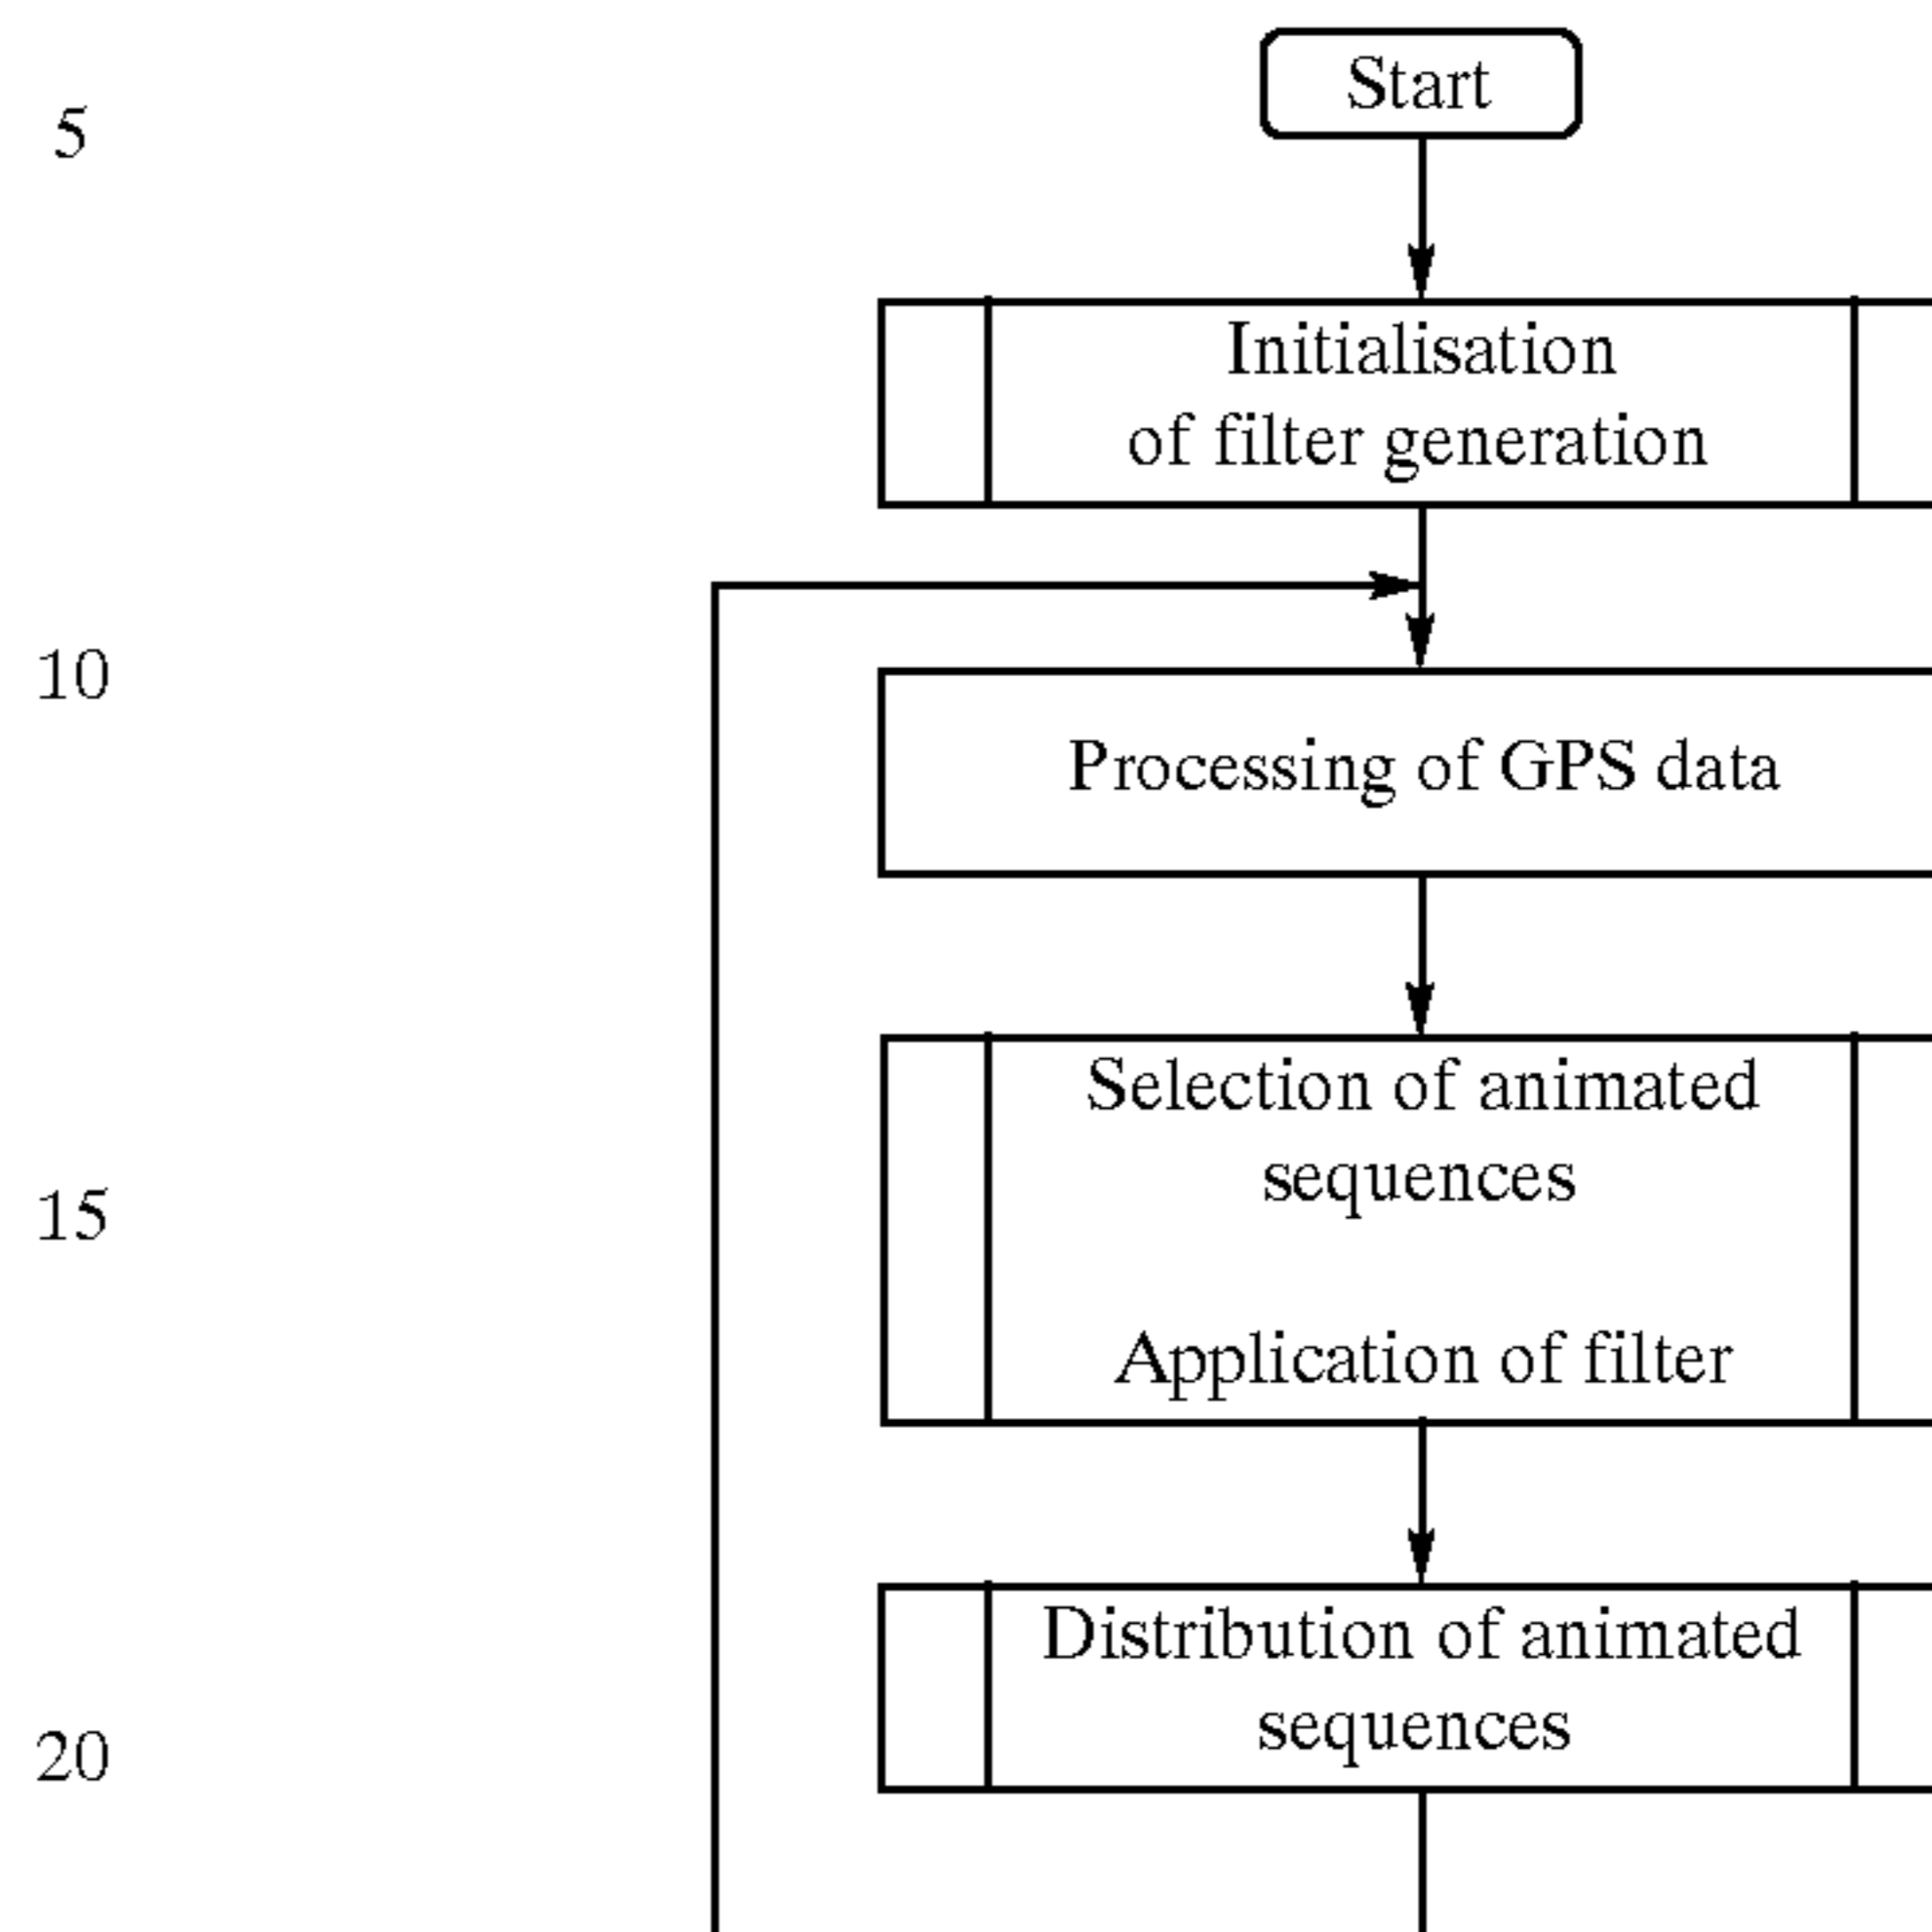 Start
5
Initialisation
of filter generation
10
Processing of GPS data
Selection of animated
sequences
15
Application of filter
Distribution of animated
sequences
20